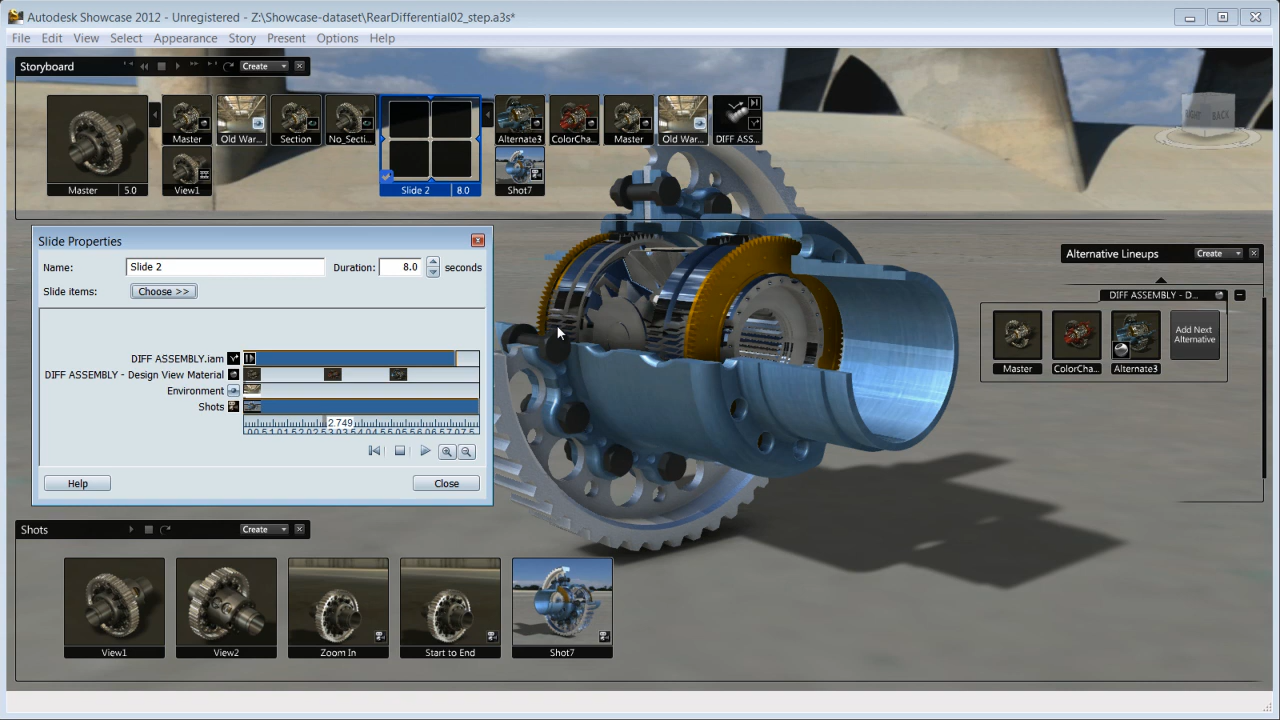 Autodesk Showcase 2012 - Unregistered - Z:\Showcase-dataset\RearDifferential02_step.a3s*
File Edit View Select Appearance Story Present Options Help
Storyboard Create
Master Old War... Section No_Secti... Alternate3 ColorCha... Master Old War... DIFF ASS...
Master 5.0 View1 Slide 2 8.0 Shot7
BACK
Slide Properties
Name: Slide 2 Duration: 8.0 seconds
Slide items: Choose >>
DIFF ASSEMBLY.iam
DIFF ASSEMBLY - Design View Material
Environment
Shots
2.749
Help Close
Alternative Lineups Create
DIFF ASSEMBLY - D...
Add Next
Alternative
Master ColorCha... Alternate3
Shots Create
View1 View2 Zoom In Start to End Shot7